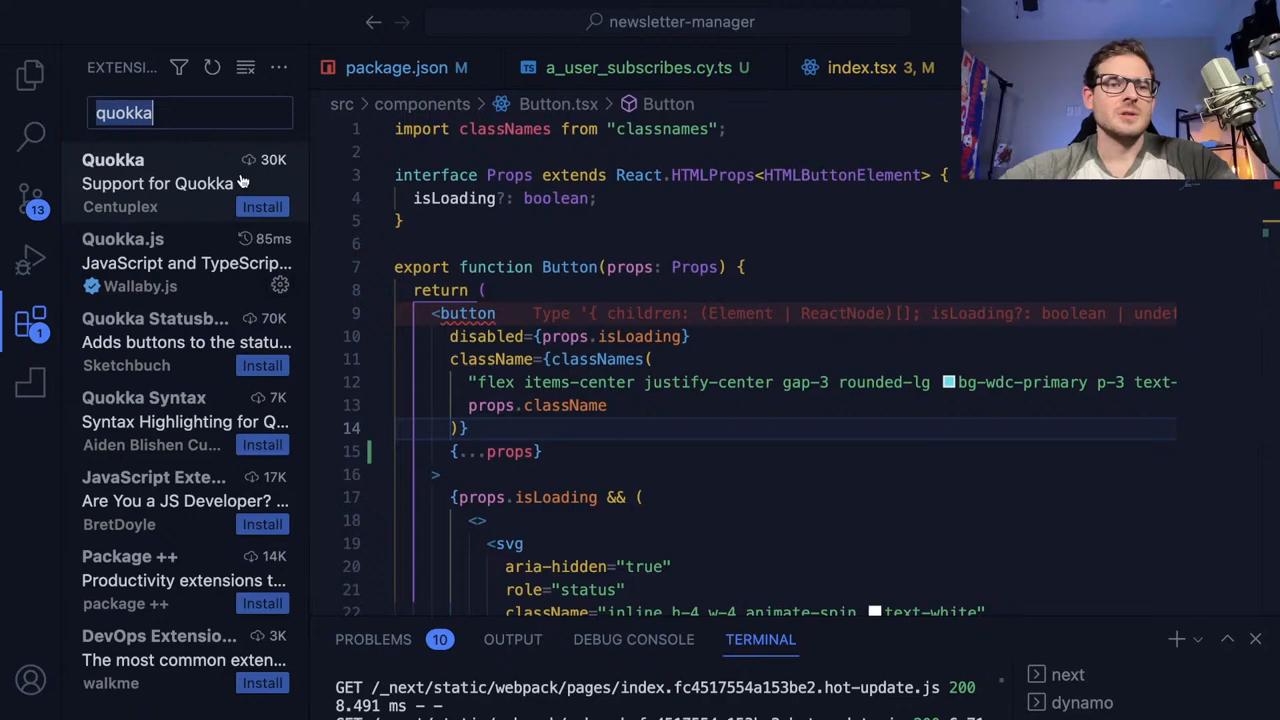 newsletter-manager
EXTENSI...
package.json M
a_user_subscribes.cy.ts U
index.tsx 3, M
quokka
src > components > Button.tsx > Button
Quokka 30K
Support for Quokka
Centuplex Install
Quokka.js 85ms
JavaScript and TypeScrip...
Wallaby.js
Quokka Statusb... 70K
Adds buttons to the statu...
Sketchbuch Install
Quokka Syntax 7K
Syntax Highlighting for Q...
Aiden Blishen Cu... Install
JavaScript Exte... 17K
Are You a JS Developer? ...
BretDoyle Install
Package ++ 14K
Productivity extensions t...
package ++ Install
DevOps Extensio... 3K
The most common exten...
walkme Install
13
1
1 import classNames from "classnames";
2
3 interface Props extends React.HTMLProps<HTMLButtonElement> {
4 isLoading?: boolean;
5 }
6
7 export function Button(props: Props) {
8 return (
9 <button Type '{ children: (Element | ReactNode)[]; isLoading?: boolean | undef
10 disabled={props.isLoading}
11 className={classNames(
12 "flex items-center justify-center gap-3 rounded-lg bg-wdc-primary p-3 text-
13 props.className
14 )}
15 {...props}
16 >
17 {props.isLoading && (
18 <>
19 <svg
20 aria-hidden="true"
21 role="status"
22 className="inline h-4 w-4 animate-spin text-white"
PROBLEMS 10 OUTPUT DEBUG CONSOLE TERMINAL
GET /_next/static/webpack/pages/index.fc4517554a153be2.hot-update.js 200
8.491 ms - -
next
dynamo